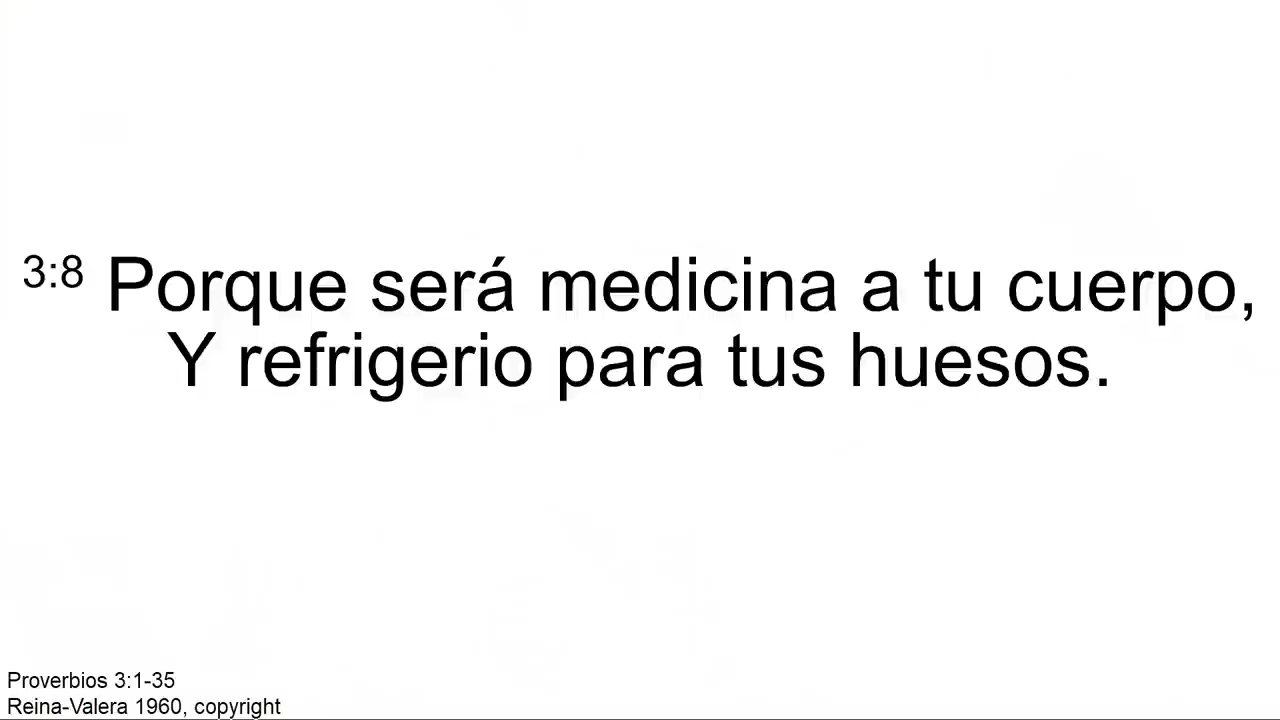 3:8 Porque será medicina a tu cuerpo,
Y refrigerio para tus huesos.
Proverbios 3:1-35
Reina-Valera 1960, copyright